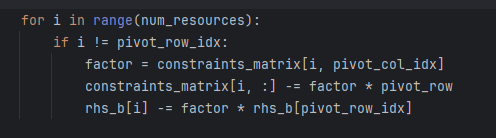 for i in range(num_resources):
    if i != pivot_row_idx:
        factor = constraints_matrix[i, pivot_col_idx]
        constraints_matrix[i, :] -= factor * pivot_row
        rhs_b[i] -= factor * rhs_b[pivot_row_idx]